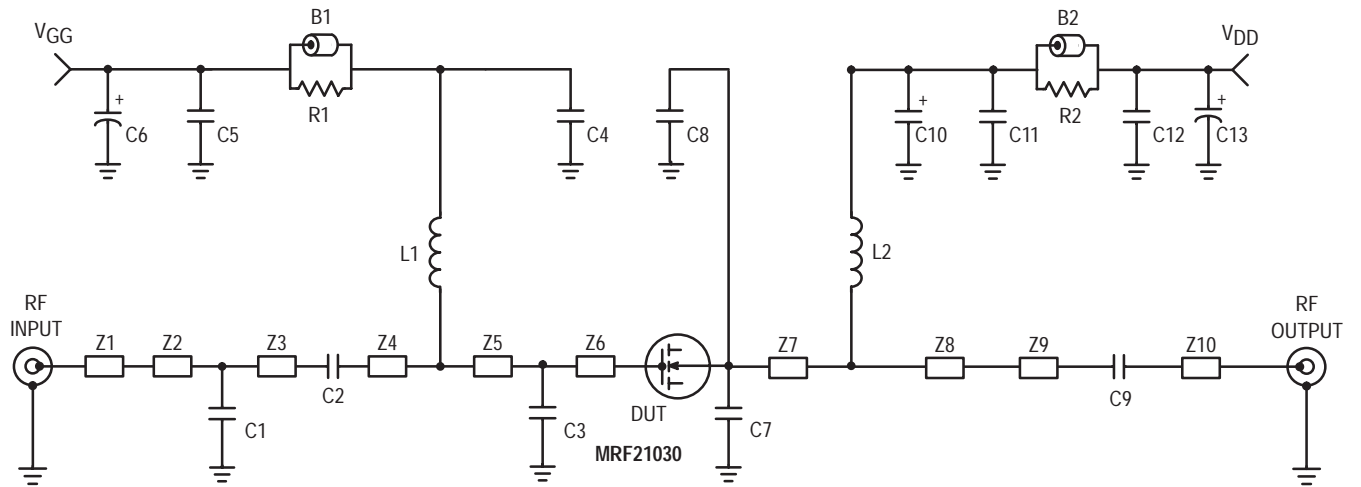 B1
B2
VGG
VDD
+
+
+
R1
R2
C6
C5
C4
C8
C10
C11
C12
C13
L1
L2
RF
INPUT
RF
OUTPUT
Z1
Z2
Z3
Z4
Z5
Z6
Z7
Z8
Z9
Z10
C2
C9
DUT
C1
C3
C7
MRF21030